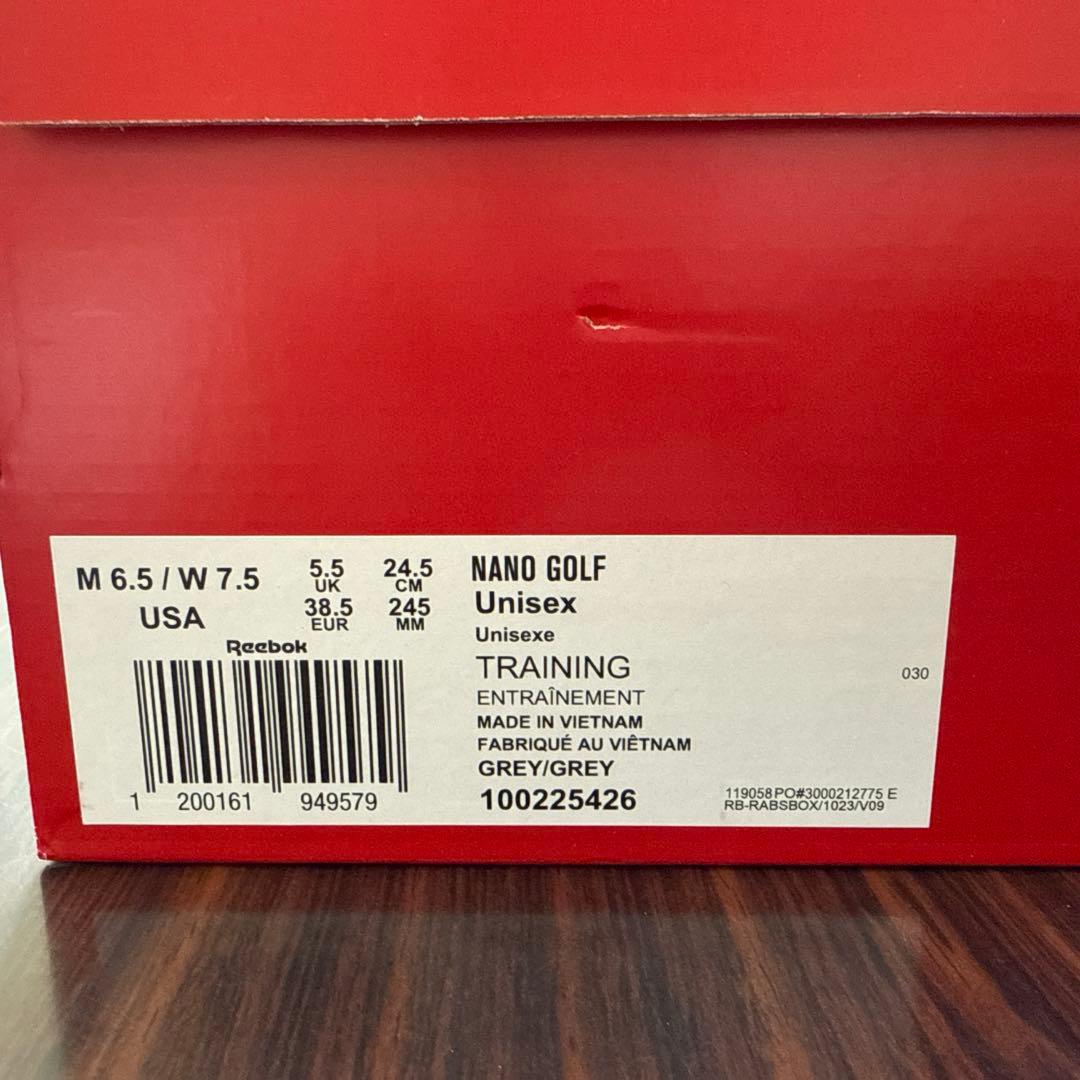 M 6.5 / W 7.5
USA
5.5
UK
38.5
EUR
24.5
CM
245
MM
Reebok
1 200161 949579
NANO GOLF
Unisex
Unisexe
TRAINING
ENTRAÎNEMENT
MADE IN VIETNAM
FABRIQUÉ AU VIÊTNAM
GREY/GREY
100225426
030
119058 PO#3000212775 E
RB-RABSBOX/1023/V09